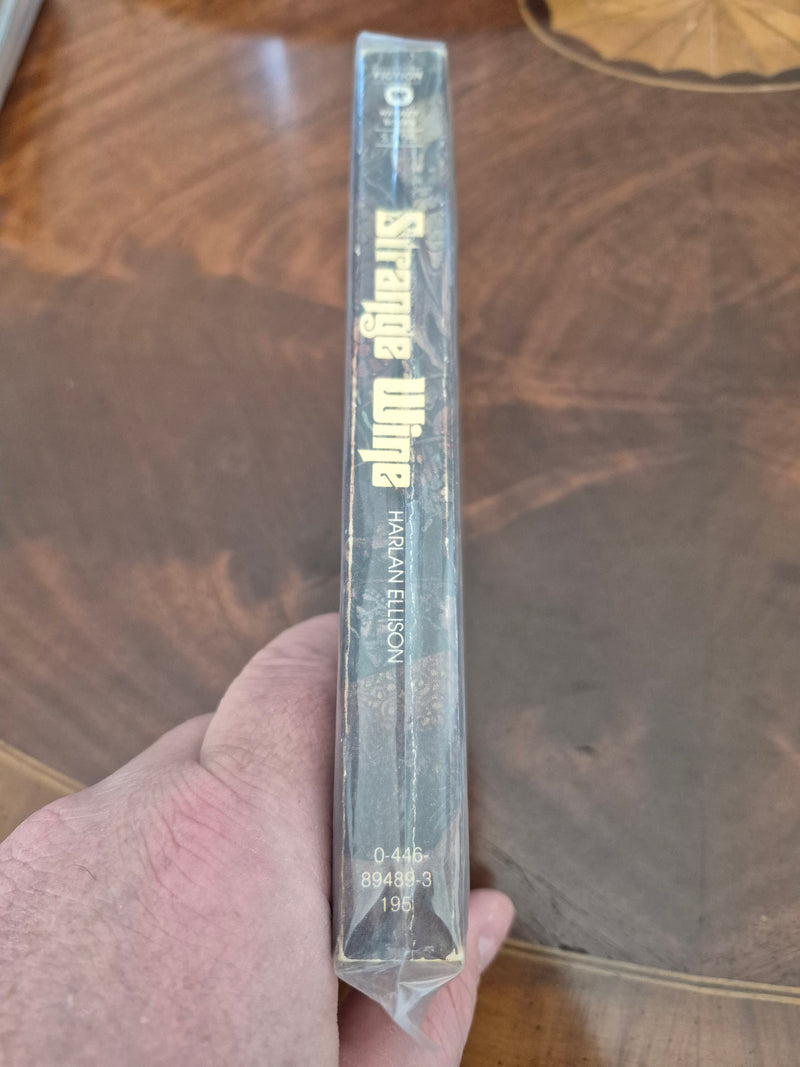 FICTION
Strange Wine
HARLAN ELLISON
0-446-
89489-3
195